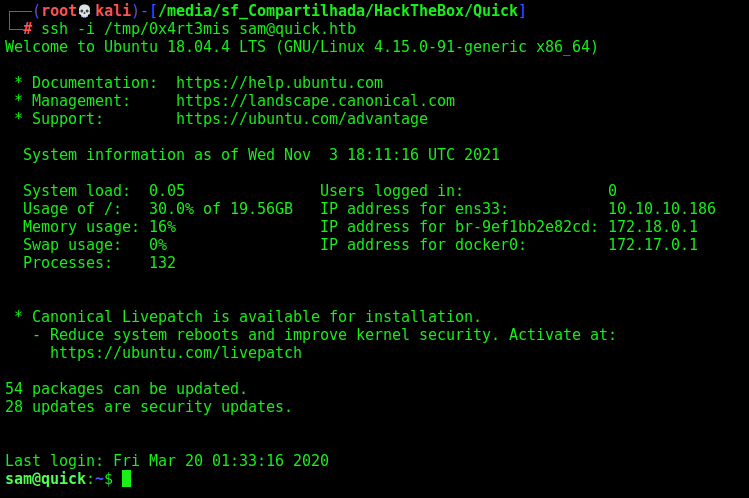 ┌──(root💀kali)-[/media/sf_Compartilhada/HackTheBox/Quick]
└─# ssh -i /tmp/0x4rt3mis sam@quick.htb
Welcome to Ubuntu 18.04.4 LTS (GNU/Linux 4.15.0-91-generic x86_64)

 * Documentation:  https://help.ubuntu.com
 * Management:     https://landscape.canonical.com
 * Support:        https://ubuntu.com/advantage

  System information as of Wed Nov  3 18:11:16 UTC 2021

  System load:  0.05               Users logged in:                0
  Usage of /:   30.0% of 19.56GB   IP address for ens33:           10.10.10.186
  Memory usage: 16%                IP address for br-9ef1bb2e82cd: 172.18.0.1
  Swap usage:   0%                 IP address for docker0:         172.17.0.1
  Processes:    132


 * Canonical Livepatch is available for installation.
   - Reduce system reboots and improve kernel security. Activate at:
     https://ubuntu.com/livepatch

54 packages can be updated.
28 updates are security updates.


Last login: Fri Mar 20 01:33:16 2020
sam@quick:~$